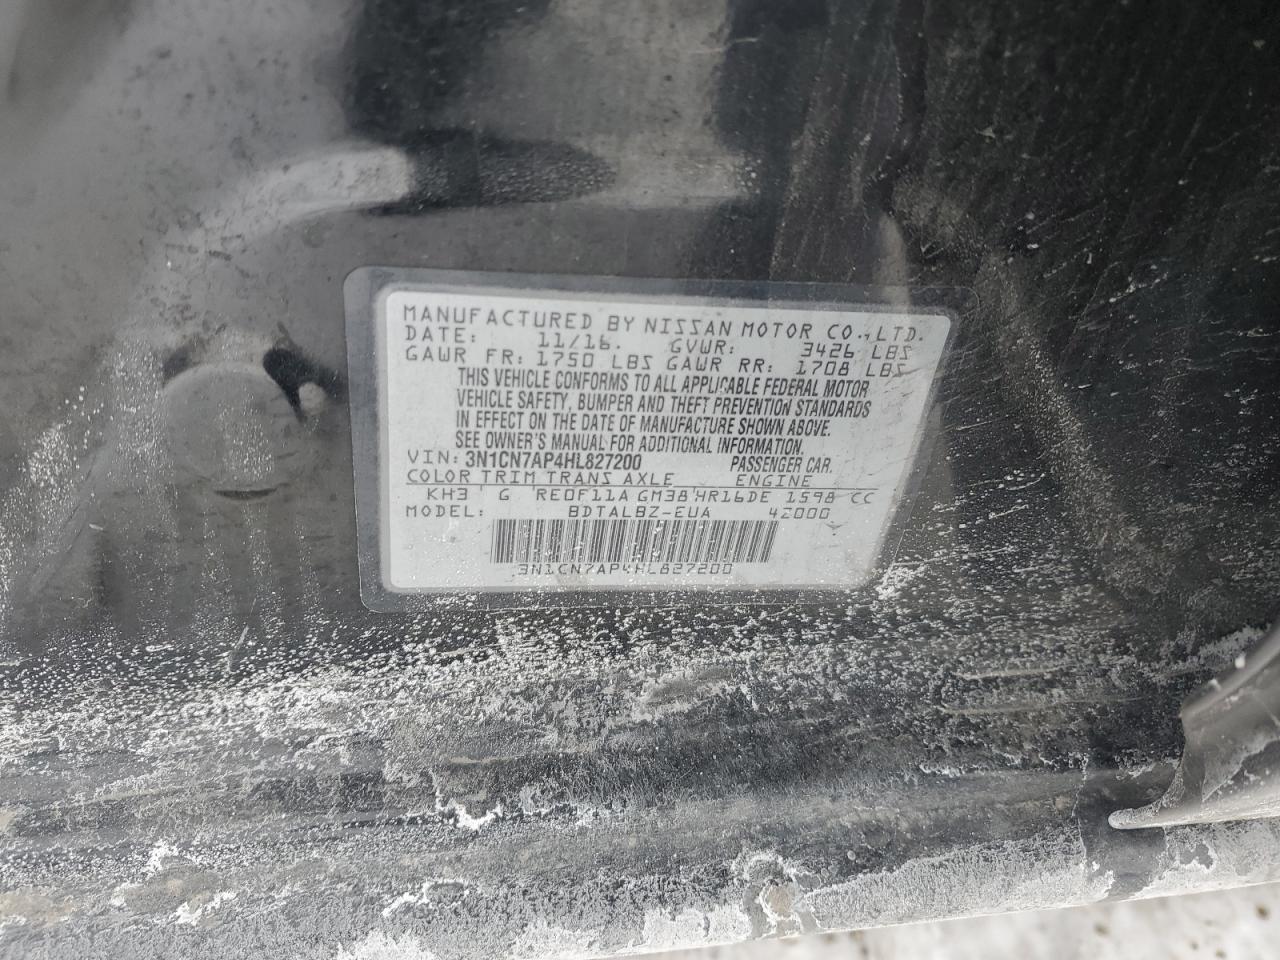 MANUFACTURED BY NISSAN MOTOR CO., LTD.
DATE: 11/16. GVWR: 3426 LBS
GAWR FR: 1750 LBS GAWR RR: 1708 LBS
THIS VEHICLE CONFORMS TO ALL APPLICABLE FEDERAL MOTOR
VEHICLE SAFETY, BUMPER AND THEFT PREVENTION STANDARDS
IN EFFECT ON THE DATE OF MANUFACTURE SHOWN ABOVE.
SEE OWNER'S MANUAL FOR ADDITIONAL INFORMATION.
VIN: 3N1CN7AP4HL827200 PASSENGER CAR.
COLOR TRIM TRANS AXLE ENGINE
KH3 G RE0F11A GM38 HR16DE 1598 CC
MODEL: BDTALBZ-EUA 42000
3N1CN7AP4HL827200